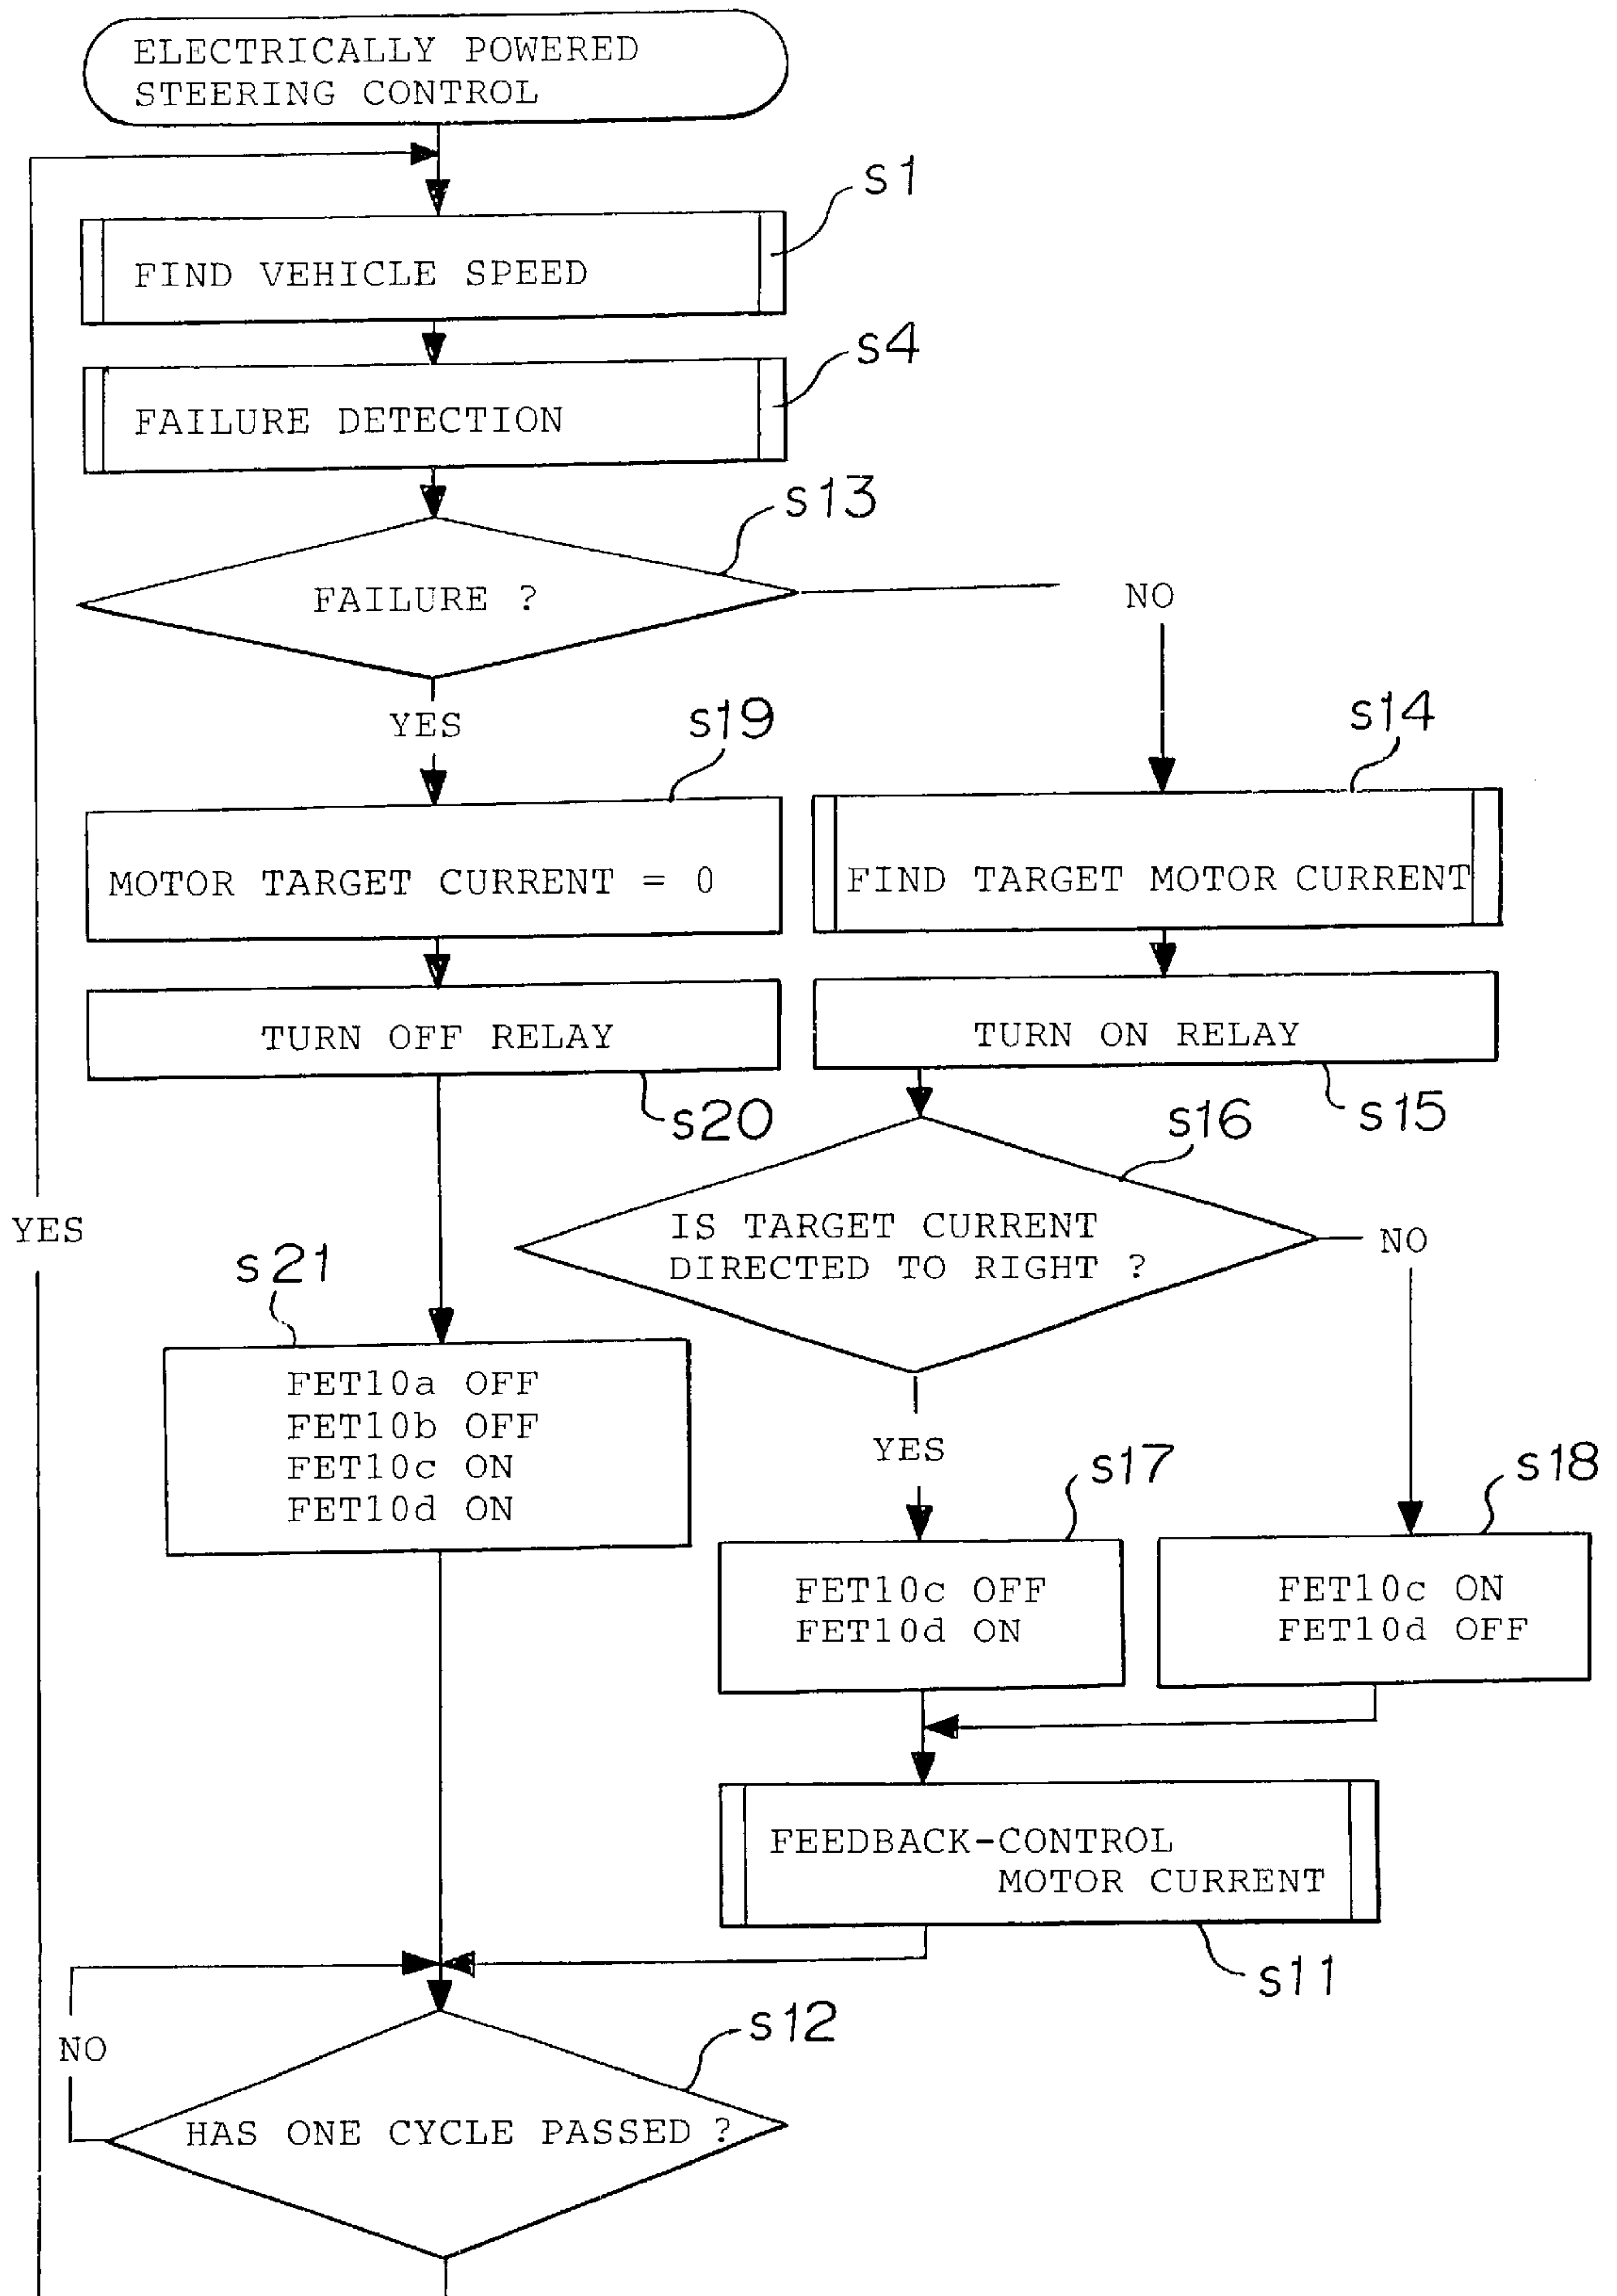 ELECTRICALLY POWERED
STEERING CONTROL
s1
FIND VEHICLE SPEED
s4
FAILURE DETECTION
s13
FAILURE ?
NO
YES
s19
s14
MOTOR TARGET CURRENT = 0
FIND TARGET MOTOR CURRENT
TURN OFF RELAY
TURN ON RELAY
s20
s15
s16
YES
IS TARGET CURRENT
DIRECTED TO RIGHT ?
NO
s21
FET10a OFF
FET10b OFF
FET10c ON
FET10d ON
YES
s17
s18
FET10c OFF
FET10d ON
FET10c ON
FET10d OFF
FEEDBACK-CONTROL
MOTOR CURRENT
s11
s12
NO
HAS ONE CYCLE PASSED ?